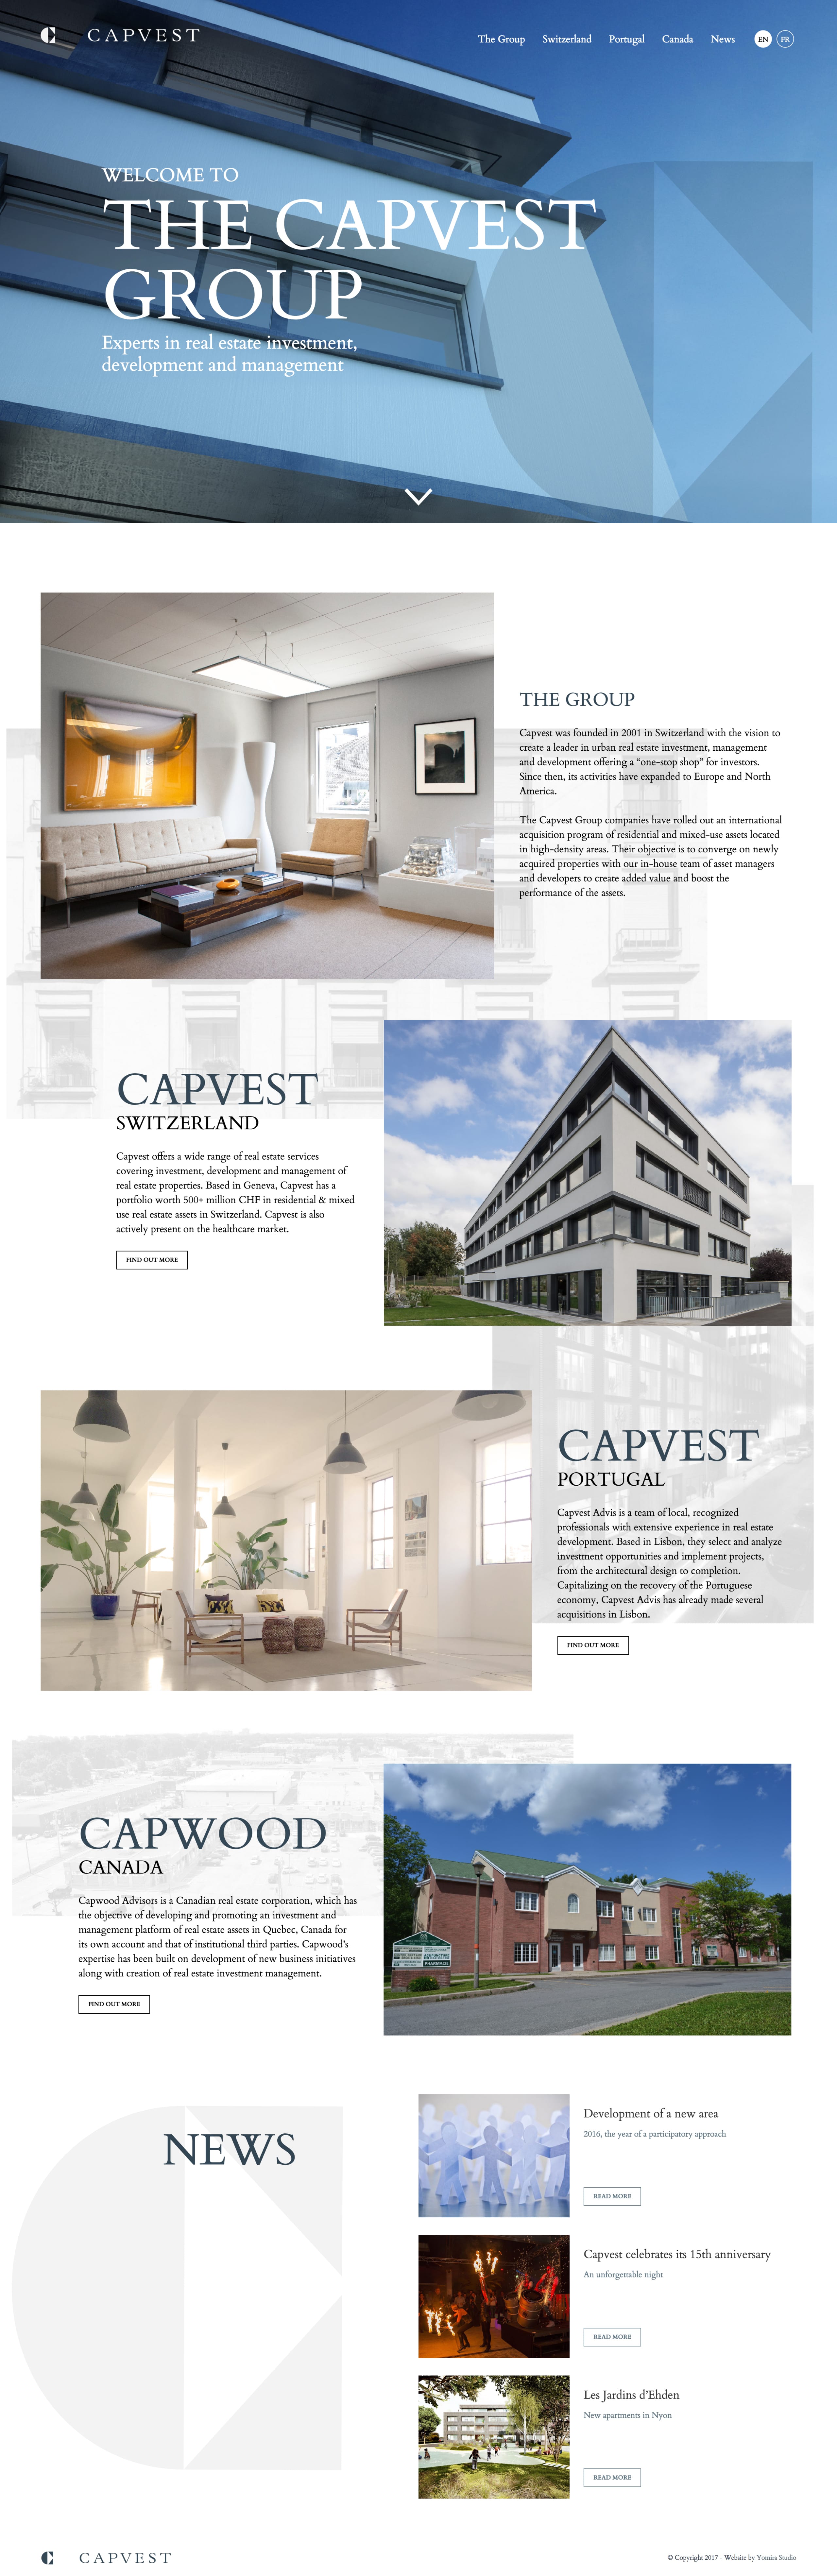 CAPVEST
The Group
Switzerland
Portugal
Canada
News
EN
FR
WELCOME TO
THE CAPVEST
GROUP
Experts in real estate investment,
development and management
THE GROUP
Capvest was founded in 2001 in Switzerland with the vision to
create a leader in urban real estate investment, management
and development offering a “one-stop shop” for investors.
Since then, its activities have expanded to Europe and North
America.
The Capvest Group companies have rolled out an international
acquisition program of residential and mixed-use assets located
in high-density areas. Their objective is to converge on newly
acquired properties with our in-house team of asset managers
and developers to create added value and boost the
performance of the assets.
CAPVEST
SWITZERLAND
Capvest offers a wide range of real estate services
covering investment, development and management of
real estate properties. Based in Geneva, Capvest has a
portfolio worth 500+ million CHF in residential & mixed
use real estate assets in Switzerland. Capvest is also
actively present on the healthcare market.
FIND OUT MORE
CAPVEST
PORTUGAL
Capvest Advis is a team of local, recognized
professionals with extensive experience in real estate
development. Based in Lisbon, they select and analyze
investment opportunities and implement projects,
from the architectural design to completion.
Capitalizing on the recovery of the Portuguese
economy, Capvest Advis has already made several
acquisitions in Lisbon.
FIND OUT MORE
CAPWOOD
CANADA
Capwood Advisors is a Canadian real estate corporation, which has
the objective of developing and promoting an investment and
management platform of real estate assets in Quebec, Canada for
its own account and that of institutional third parties. Capwood’s
expertise has been built on development of new business initiatives
along with creation of real estate investment management.
FIND OUT MORE
PHARMACIE
NEWS
Development of a new area
2016, the year of a participatory approach
READ MORE
Capvest celebrates its 15th anniversary
An unforgettable night
READ MORE
Les Jardins d’Ehden
New apartments in Nyon
READ MORE
CAPVEST
© Copyright 2017 - Website by Yomira Studio